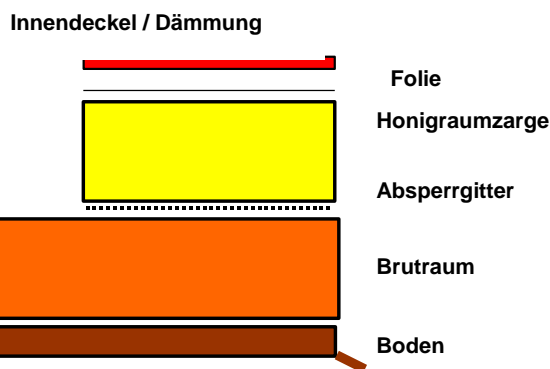 Innendeckel / Dämmung
Folie
Honigraumzarge
Absperrgitter
Brutraum
Boden